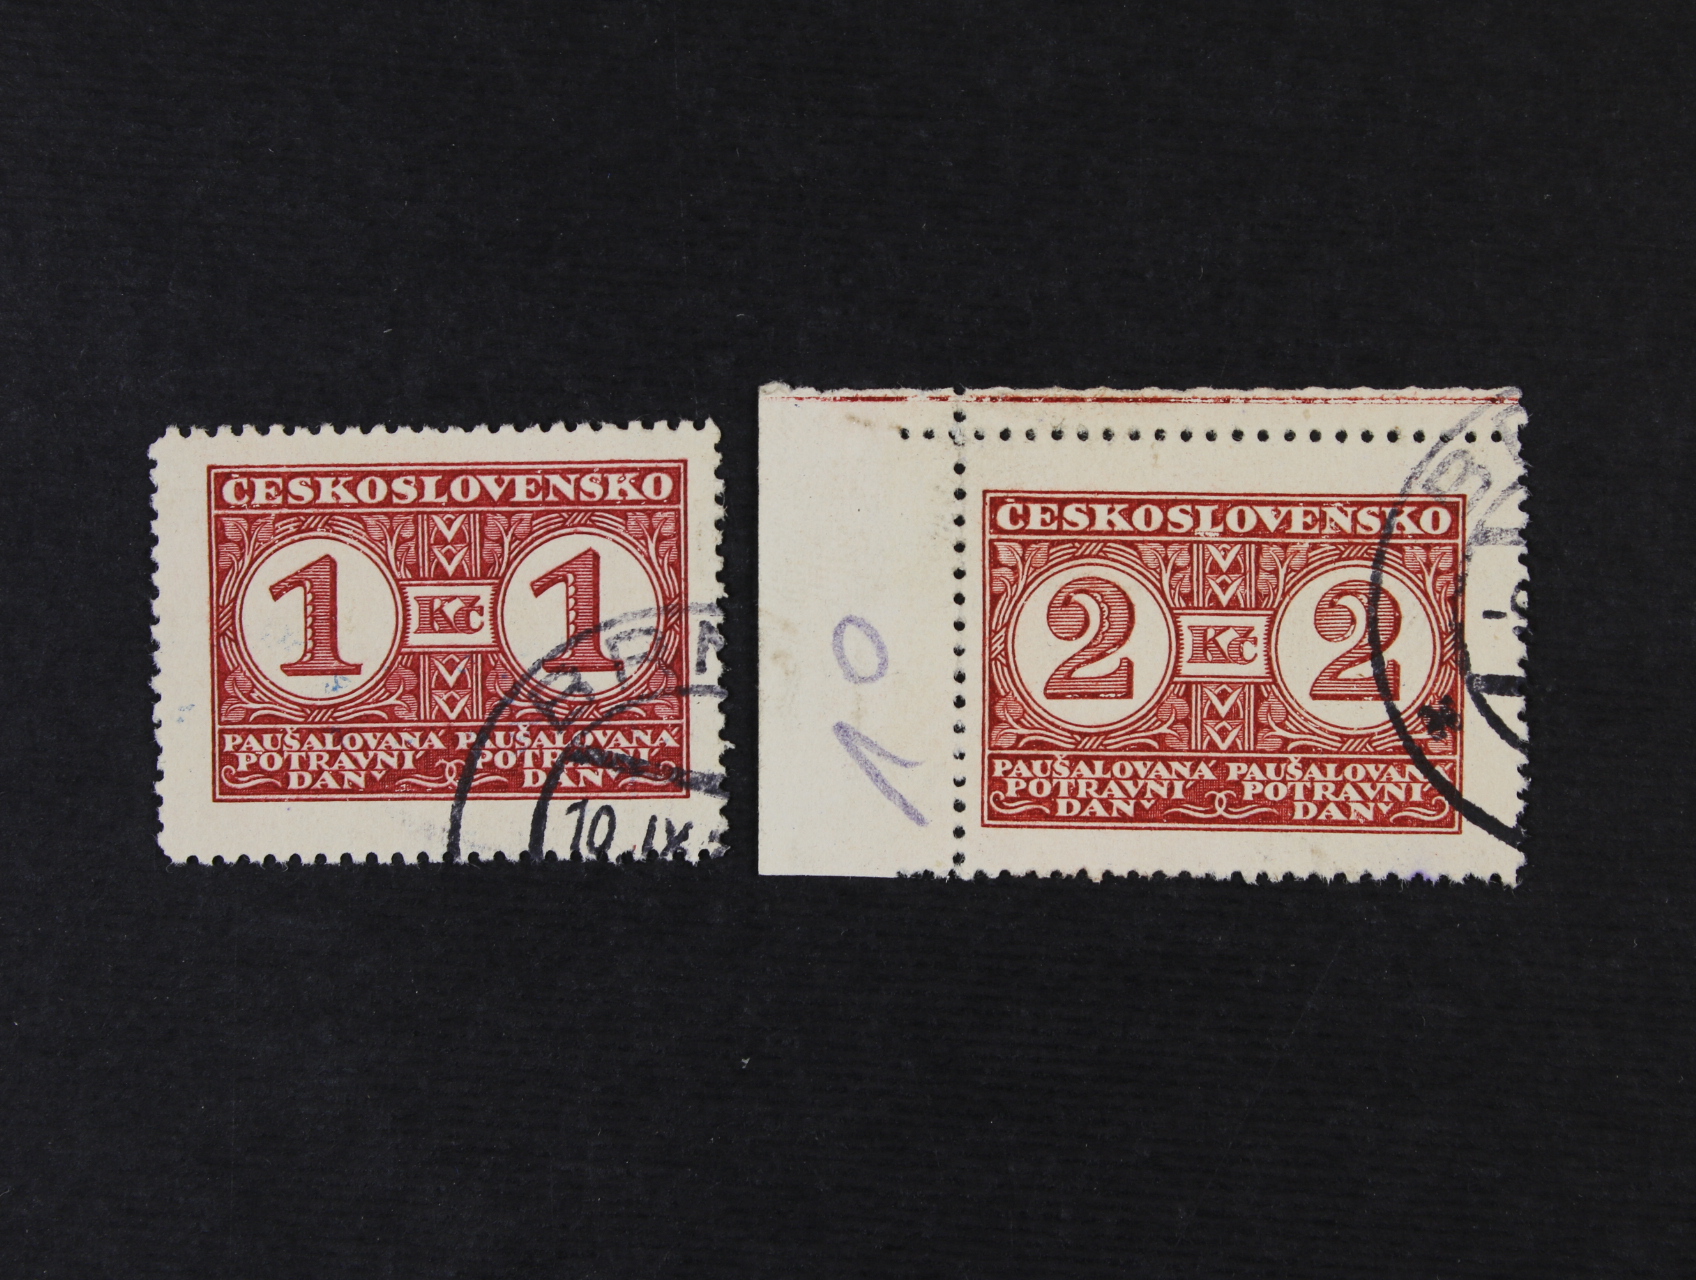 ČESKOSLOVENSKO
1 Kč 1
PAUŠALOVANÁ PAUŠALOVANÁ
POTRAVNÍ POTRAVNÍ
DAŇ DAŇ
10.IX
ČESKOSLOVENSKO
2 Kč 2
PAUŠALOVANÁ PAUŠALOVANÁ
POTRAVNÍ POTRAVNÍ
DAŇ DAŇ
10